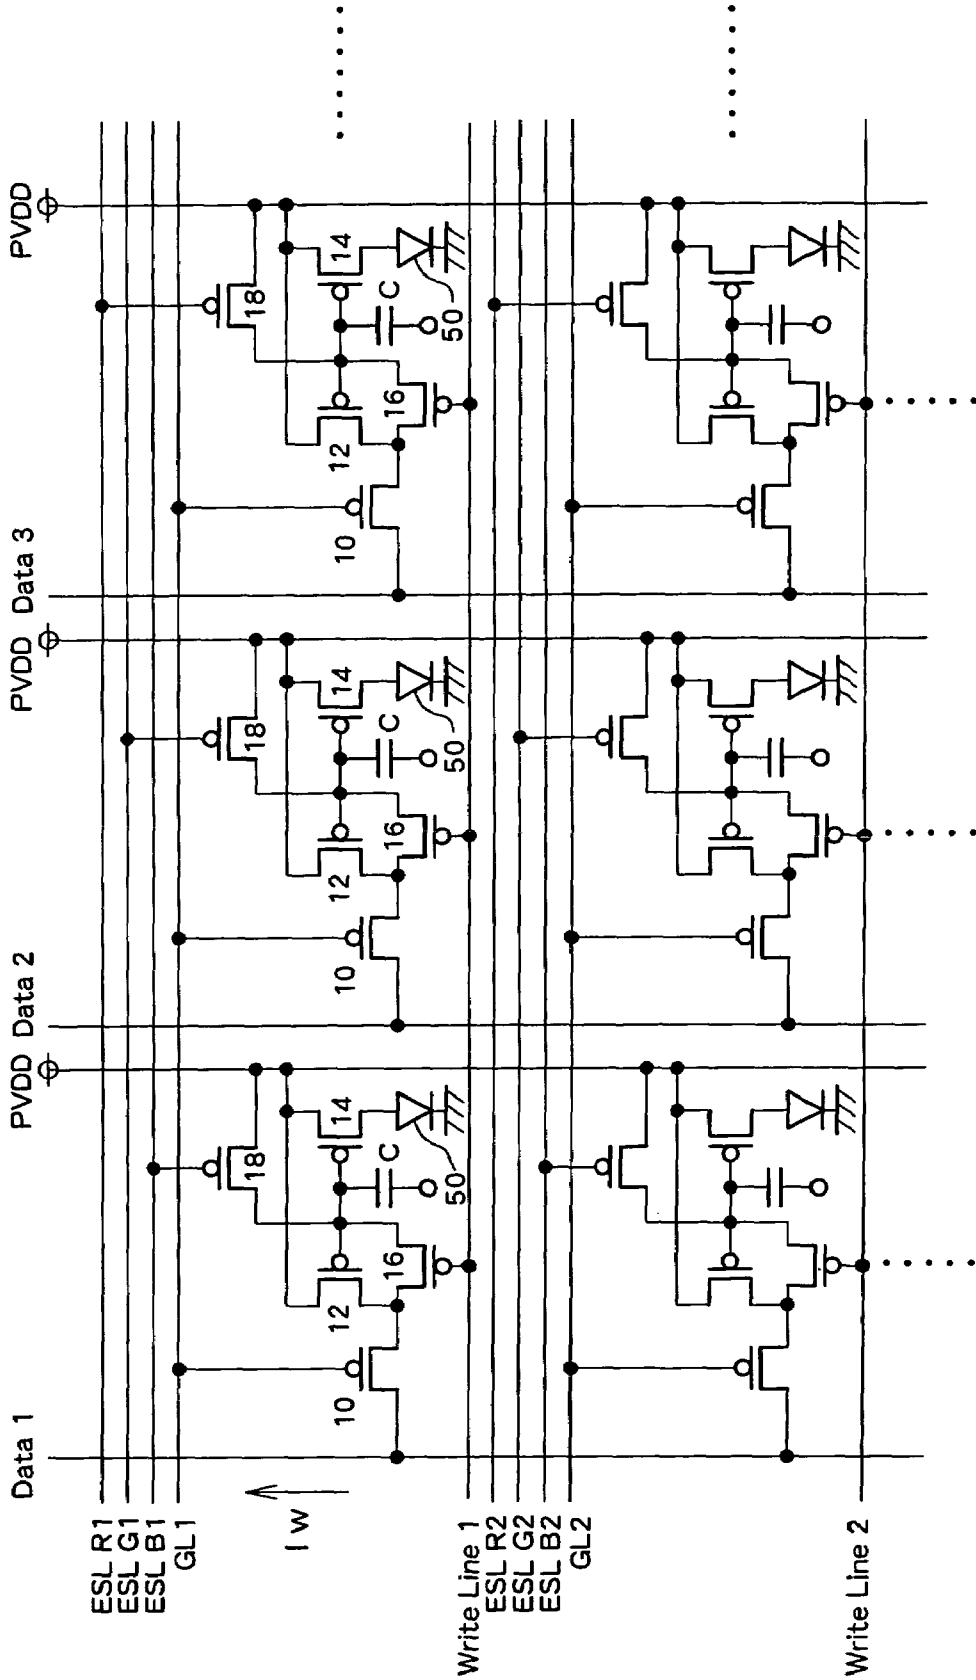 Data 1
PVDD
Data 2
PVDD
Data 3
PVDD
ESL R1
ESL G1
ESL B1
GL1
I w
18
18
18
10
12
14
16
C
50
10
12
14
16
C
50
10
12
14
16
C
50
Write Line 1
ESL R2
ESL G2
ESL B2
GL2
Write Line 2